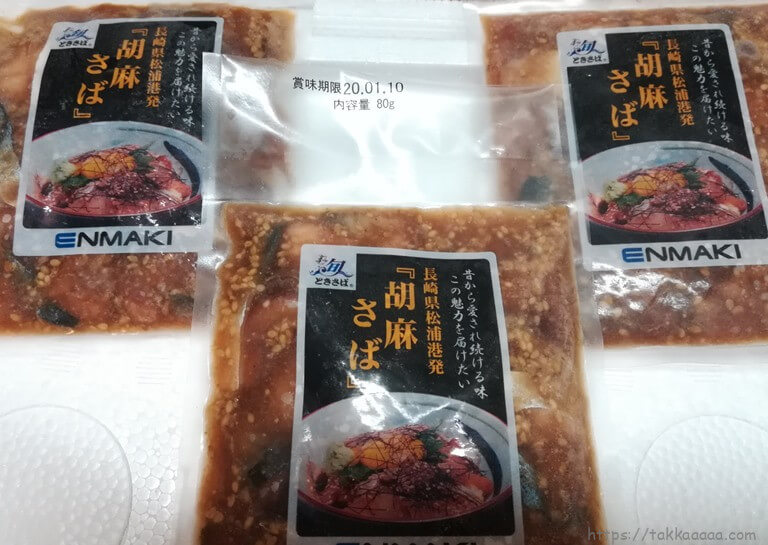 旬
ときさば®
昔から愛され続ける味
この魅力を届けたい
長崎県松浦港発
『胡麻
さば』
ENMAKI
賞味期限 20.01.10
内容量 80g
旬
ときさば®
昔から愛され続ける味
この魅力を届けたい
長崎県松浦港発
『胡麻
さば』
ENMAKI
旬
ときさば®
昔から愛され続ける味
この魅力を届けたい
長崎県松浦港発
『胡麻
さば』
ENMAKI
https://takkaaaaa.com